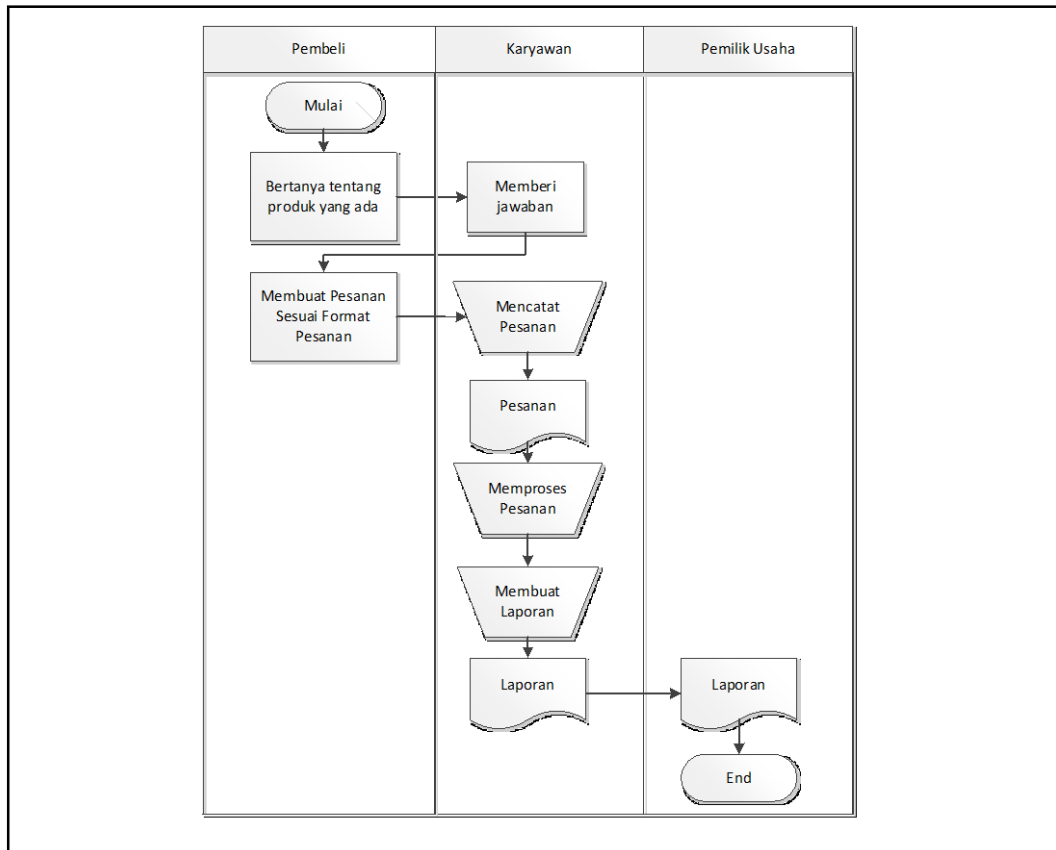 Pembeli
Karyawan
Pemilik Usaha
Mulai
Bertanya tentang
produk yang ada
Memberi
jawaban
Membuat Pesanan
Sesuai Format
Pesanan
Mencatat
Pesanan
Pesanan
Memproses
Pesanan
Membuat
Laporan
Laporan
Laporan
End